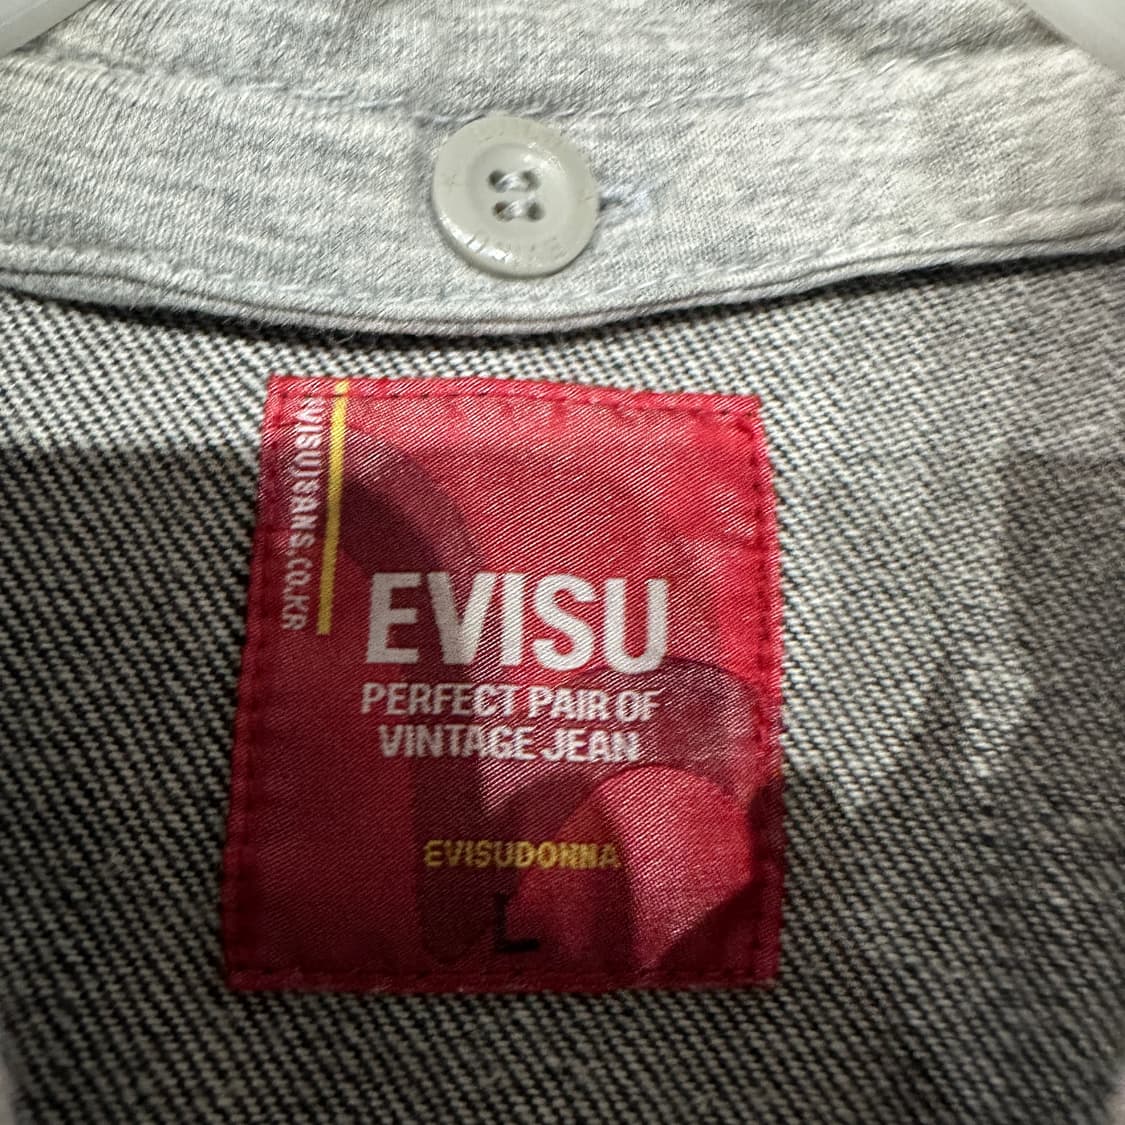 EVISUJEANS.CO.KR
EVISU
PERFECT PAIR OF
VINTAGE JEAN
EVISUDONNA
L